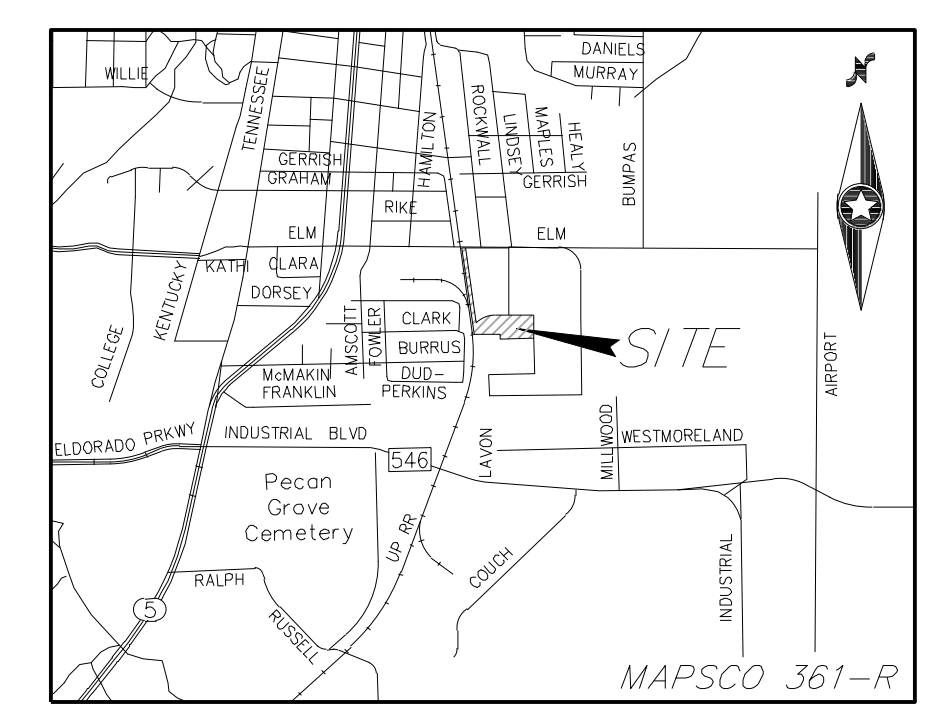 DANIELS
N
WILLIE
MURRAY
TENNESSEE
HAMILTON
ROCKWALL
LINDSEY
MAPLES
HEALY
BUMPAS
GERRISH
GRAHAM
GERRISH
RIKE
ELM
ELM
KATHI
CLARA
DORSEY
KENTUCKY
COLLEGE
AMSCOTT
FOWLER
CLARK
BURRUS
DUD-
PERKINS
McMAKIN
FRANKLIN
SITE
AIRPORT
ELDORADO PRKWY
INDUSTRIAL BLVD
546
LAVON
MILLWOOD
WESTMORELAND
Pecan
Grove
Cemetery
UP RR
COUCH
INDUSTRIAL
RALPH
5
RUSSELL
MAPSCO 361-R